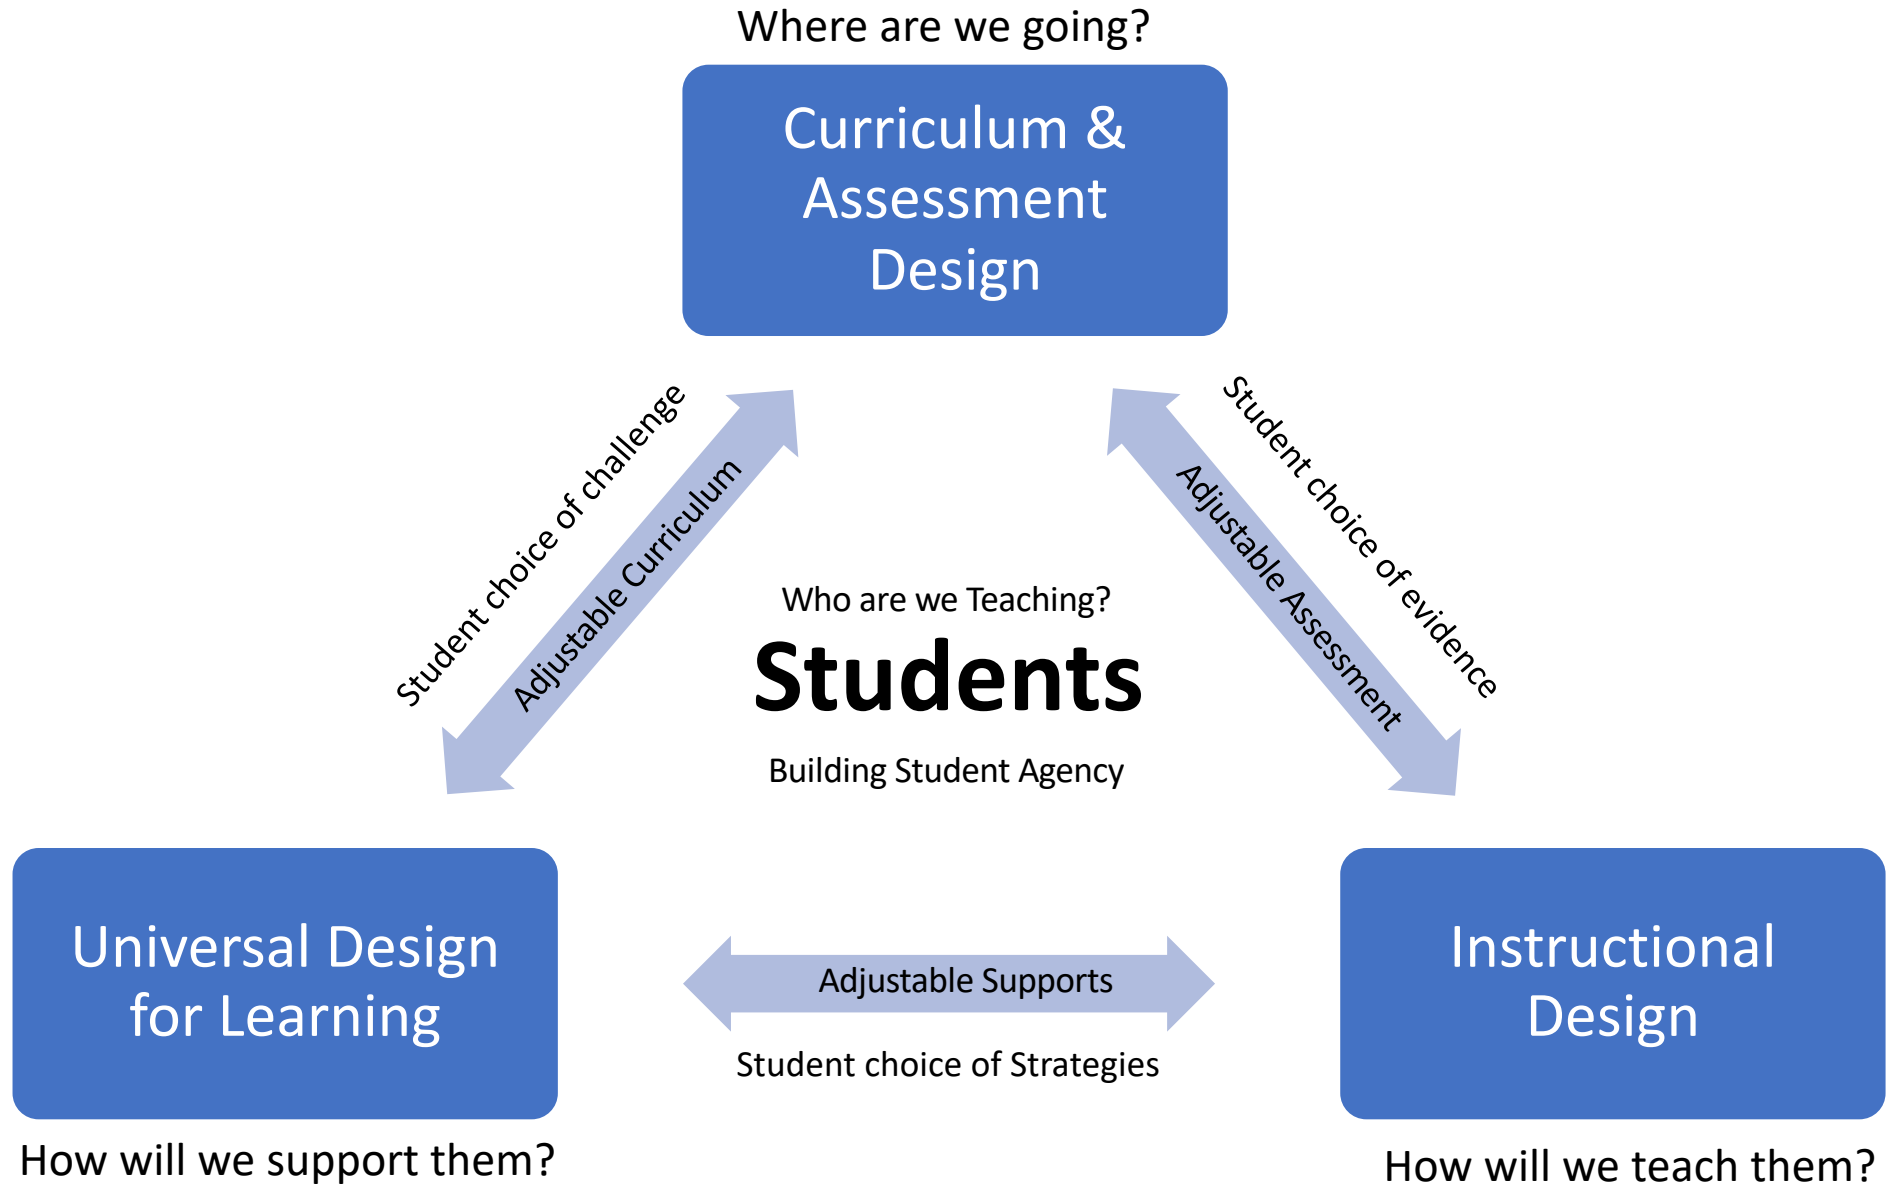 Where are we going?
Curriculum &
Assessment
Design
Student choice of challenge
Adjustable Curriculum
Adjustable Assessment
Student choice of evidence
Who are we Teaching?
Students
Building Student Agency
Universal Design
for Learning
Adjustable Supports
Student choice of Strategies
Instructional
Design
How will we support them?
How will we teach them?